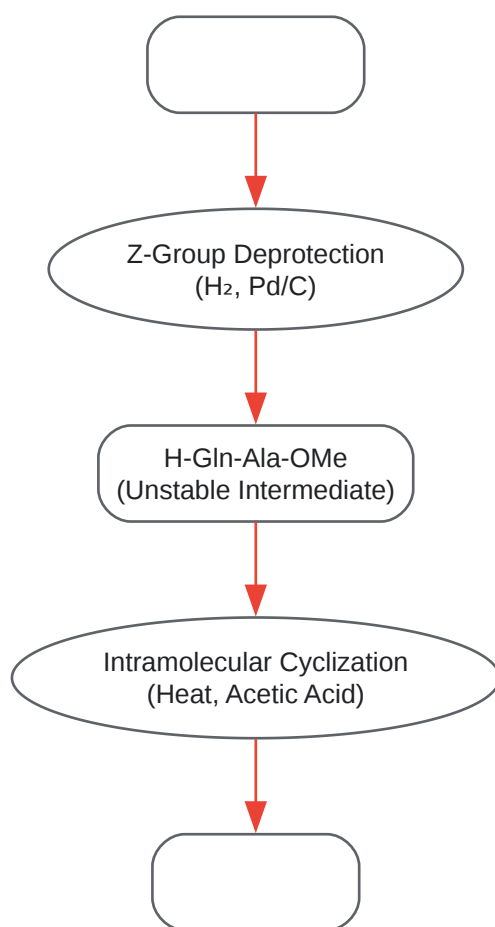 Z-Group Deprotection
(H₂, Pd/C)
H-Gln-Ala-OMe
(Unstable Intermediate)
Intramolecular Cyclization
(Heat, Acetic Acid)